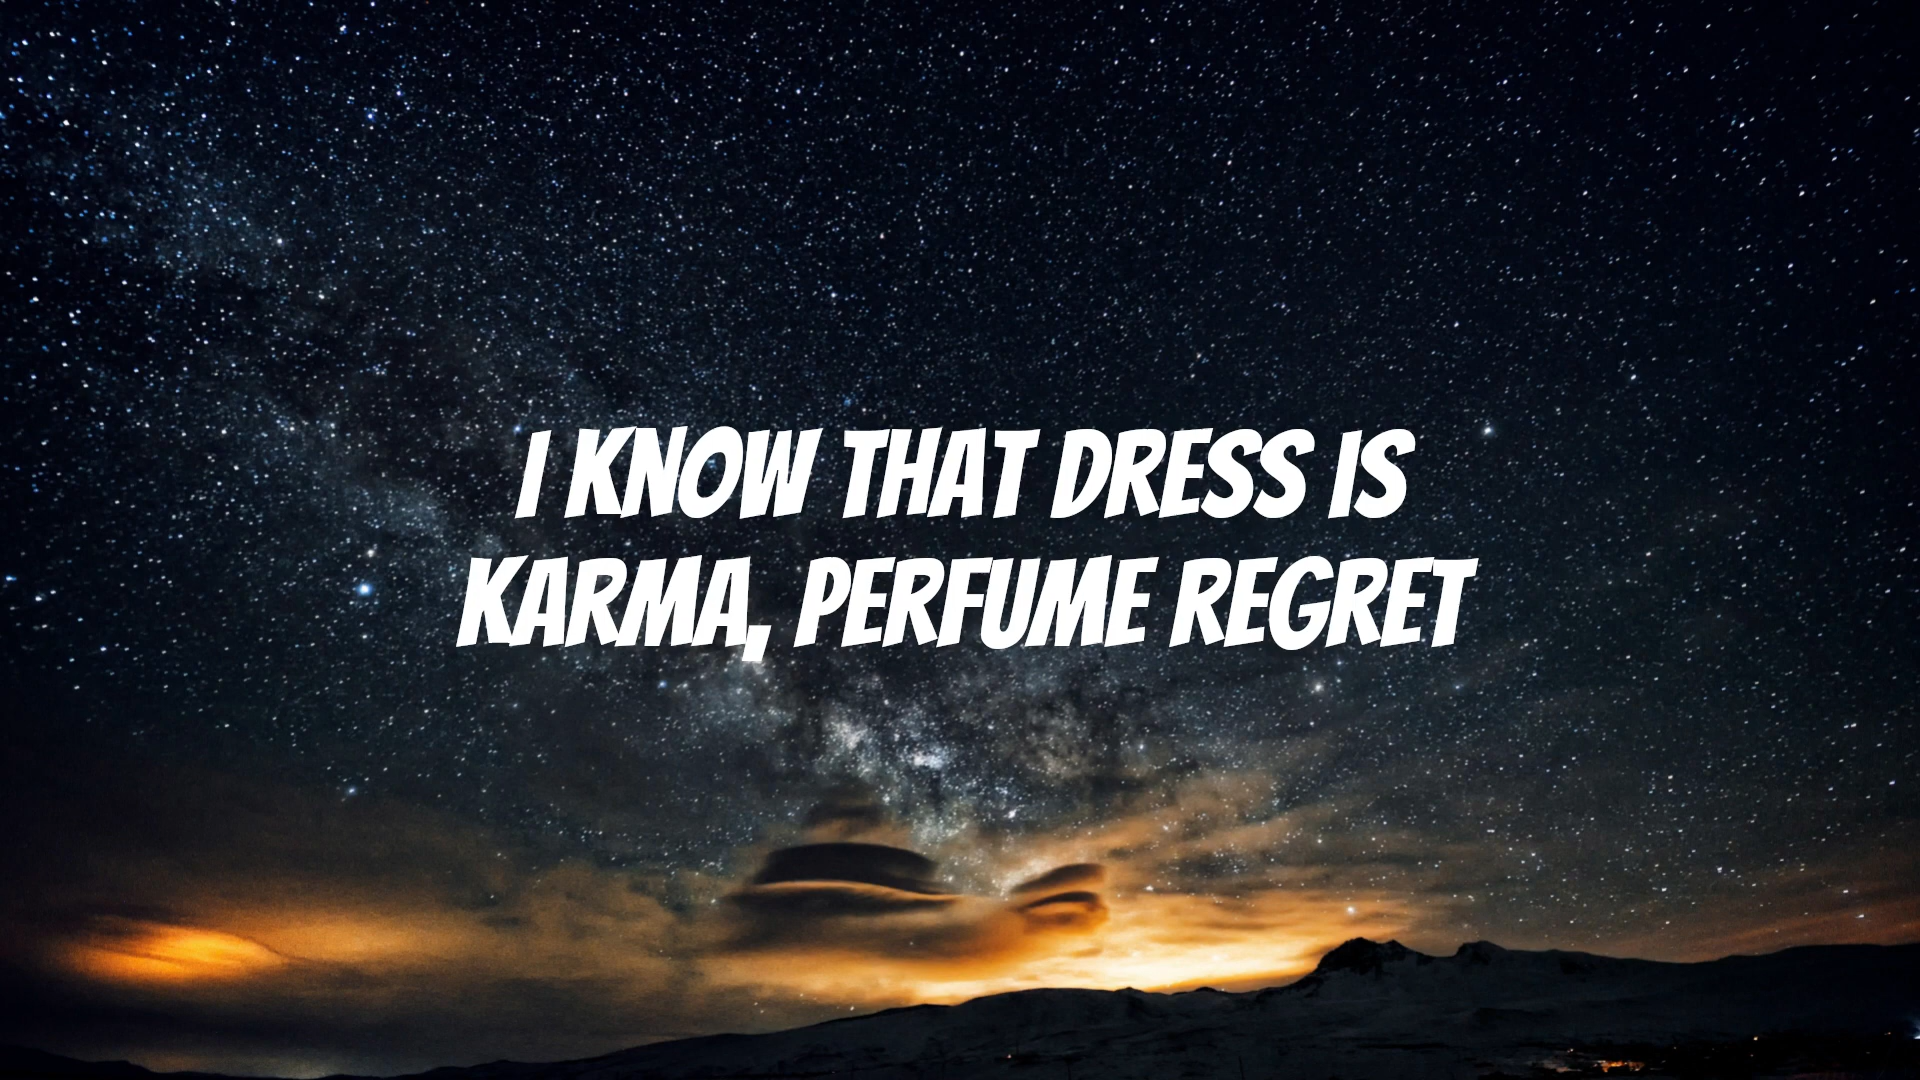 I KNOW THAT DRESS IS
KARMA, PERFUME REGRET